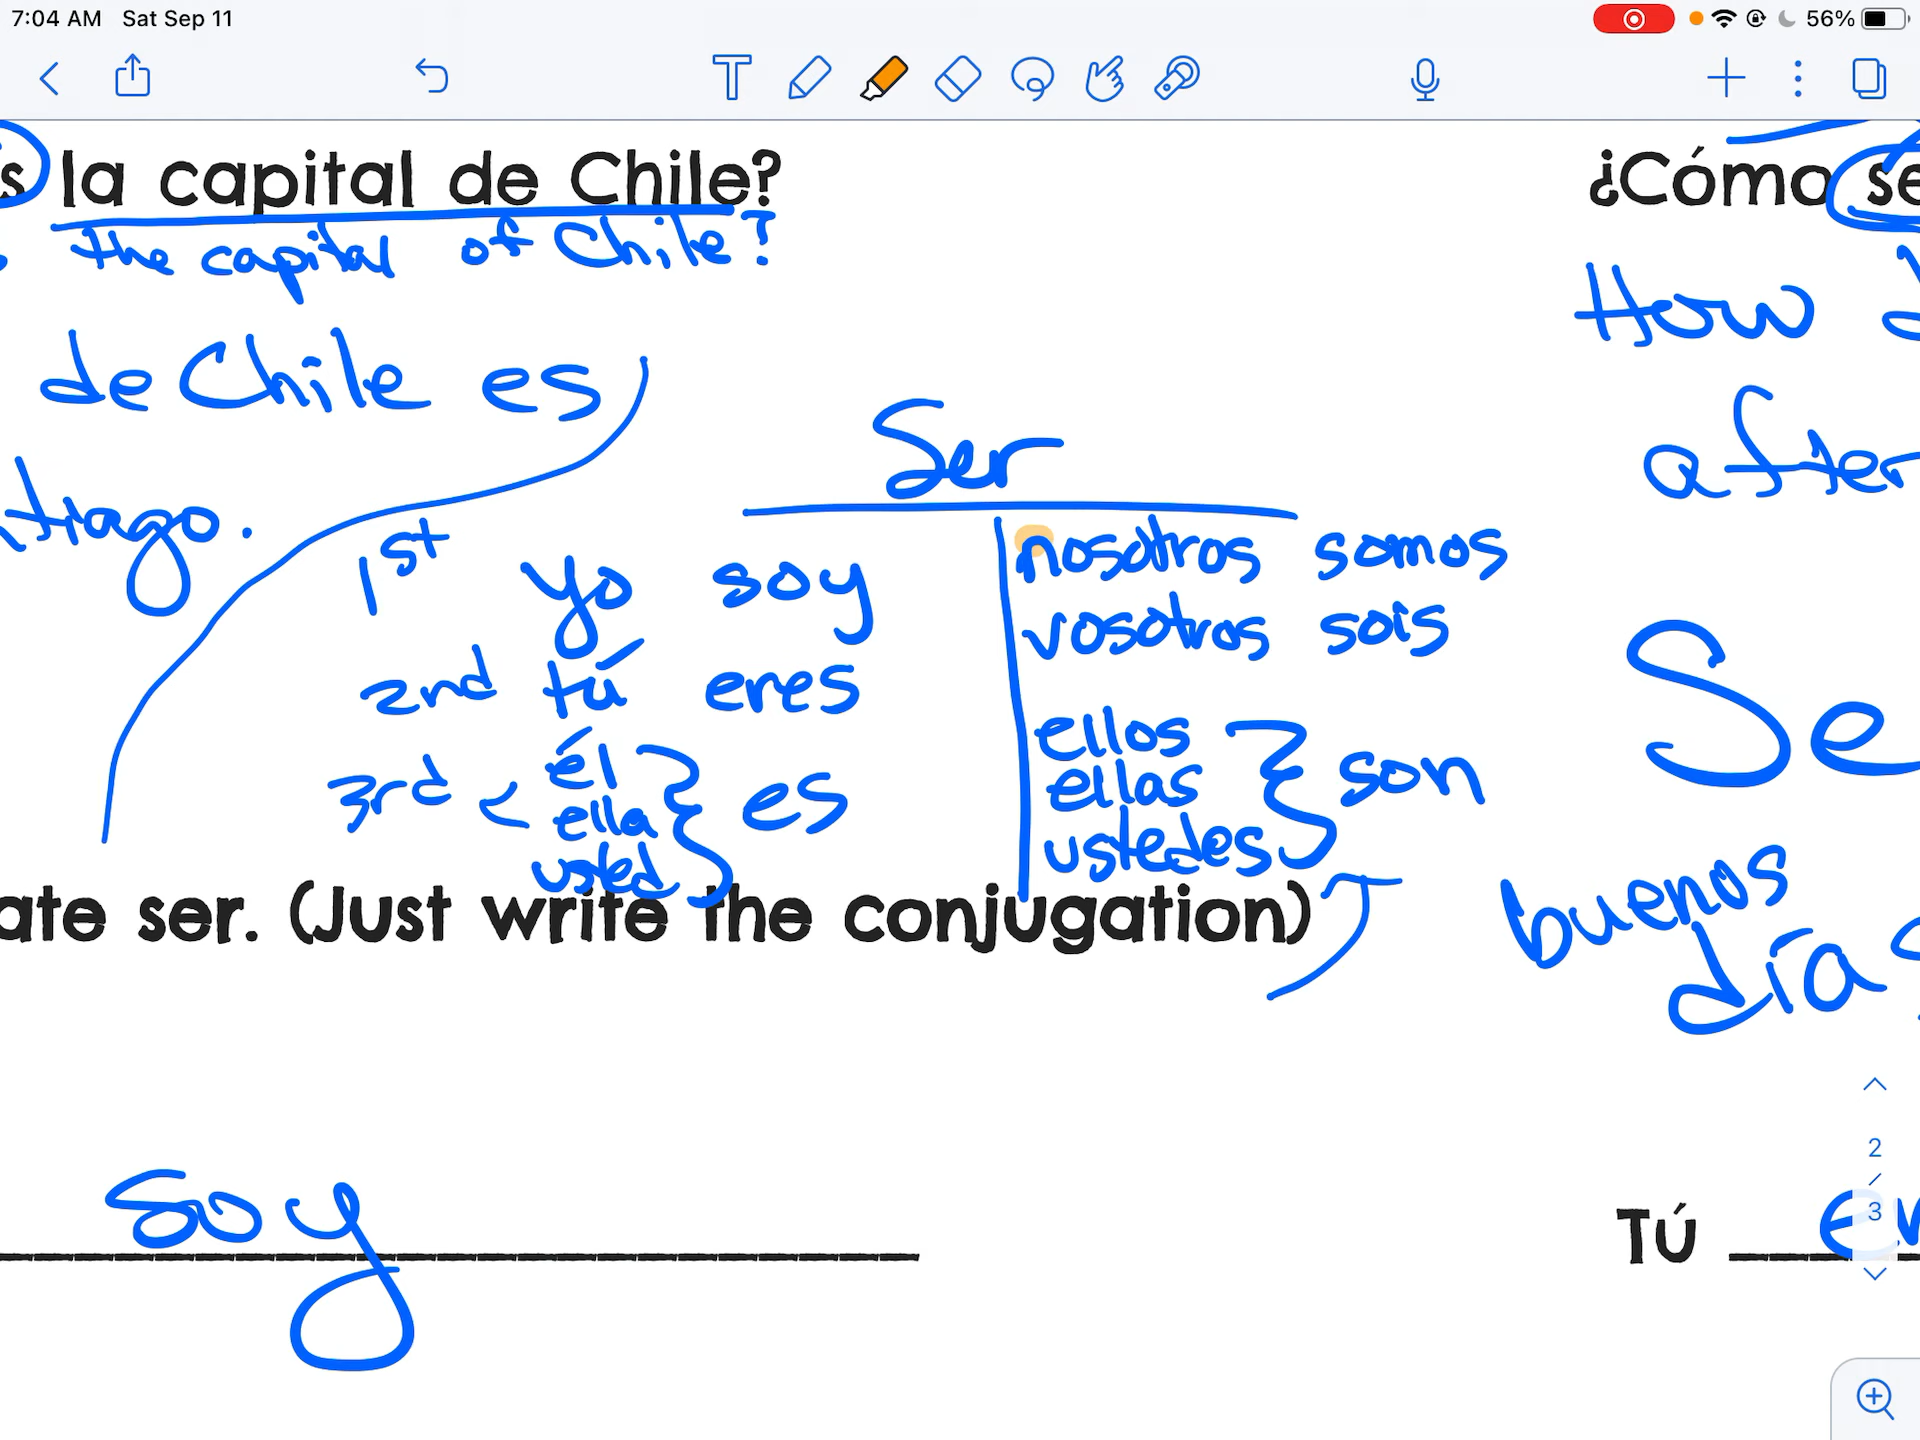 7:04 AM Sat Sep 11
56%
la capital de Chile?
the capital of Chile?
de Chile es
tiago.
¿Cómo se
How
after
Ser
1st yo soy
2nd tú eres
3rd < él
ella
usted
es
nosotros somos
vosotros sois
ellos
ellas
ustedes
son
Se
buenos
día
ate ser. (Just write the conjugation)
soy
Tú
2
/
3